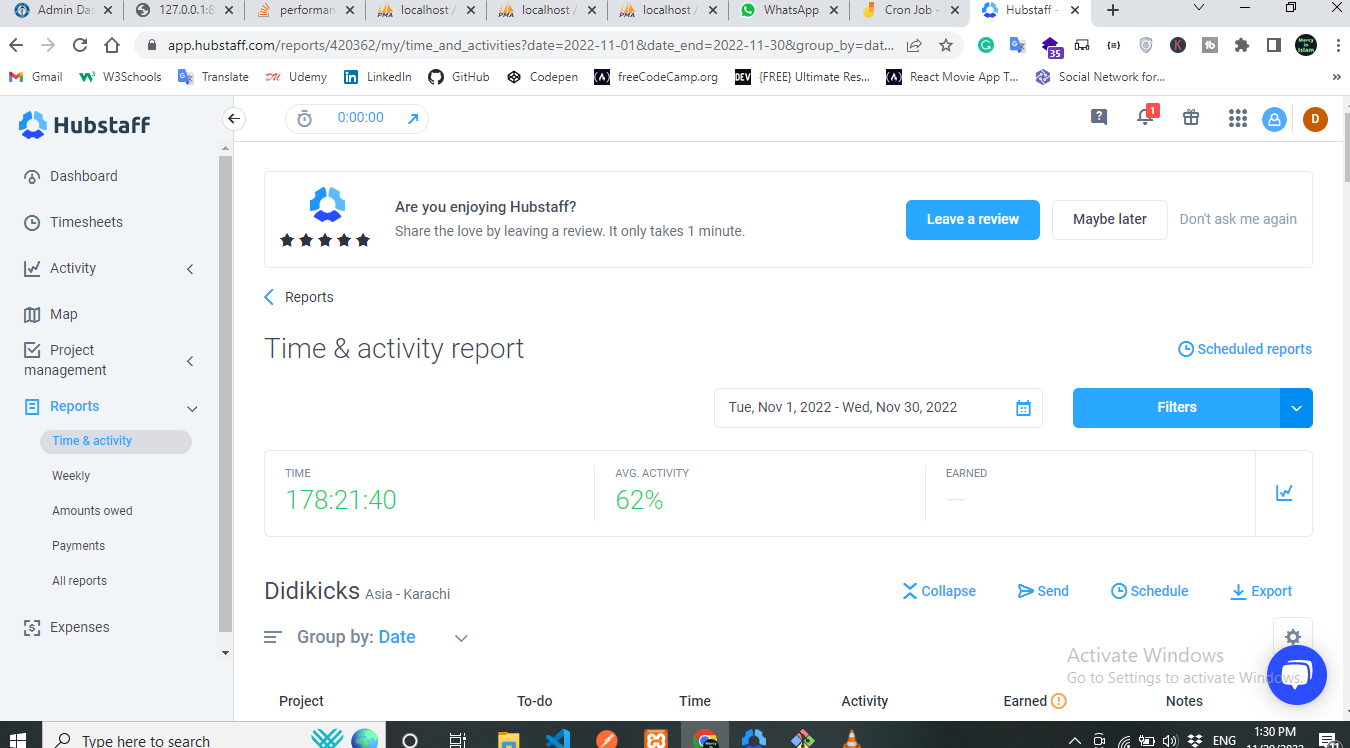 Admin Das
127.0.0.1:8
performan
localhost /
localhost /
localhost /
WhatsApp
Cron Job -
Hubstaff -
app.hubstaff.com/reports/420362/my/time_and_activities?date=2022-11-01&date_end=2022-11-30&group_by=dat...
35
Gmail
W3Schools
Translate
Udemy
LinkedIn
GitHub
Codepen
freeCodeCamp.org
DEV {FREE} Ultimate Res...
React Movie App T...
Social Network for...
Hubstaff
0:00:00
1
D
Dashboard
Timesheets
Activity
Map
Project
management
Reports
Time & activity
Weekly
Amounts owed
Payments
All reports
Expenses
Are you enjoying Hubstaff?
Share the love by leaving a review. It only takes 1 minute.
Leave a review
Maybe later
Don't ask me again
Reports
Time & activity report
Scheduled reports
Tue, Nov 1, 2022 - Wed, Nov 30, 2022
Filters
TIME
178:21:40
AVG. ACTIVITY
62%
EARNED
Didikicks Asia - Karachi
Collapse
Send
Schedule
Export
Group by: Date
Activate Windows
Go to Settings to activate Windows.
Project
To-do
Time
Activity
Earned
Notes
Type here to search
ENG
1:30 PM